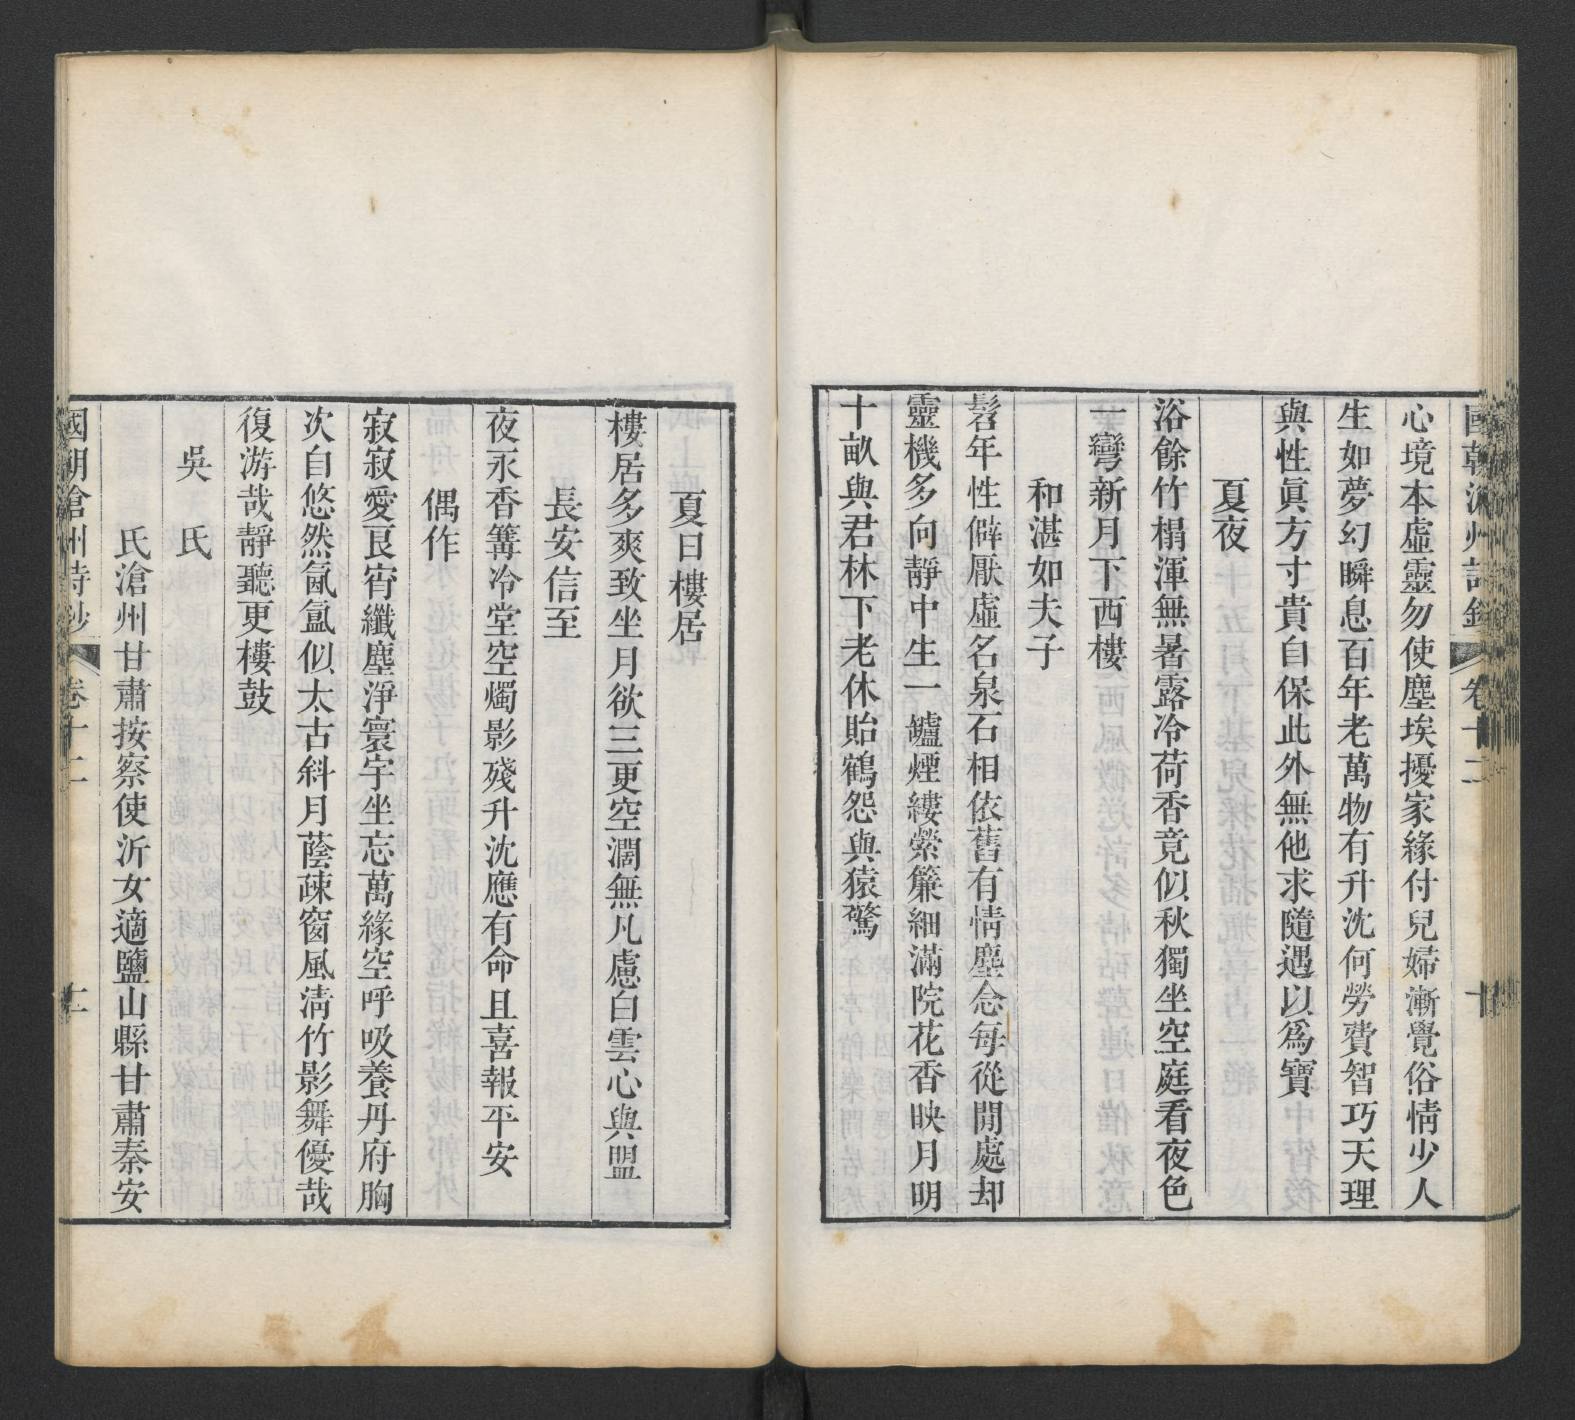 心境本虛靈勿使塵埃擾家緣付兒婦漸覺俗情少人
生如夢幻瞬息百年老萬物有升沈何勞費智巧天理
與性眞方寸貴自保此外無他求隨遇以爲寶
夏夜
浴餘竹榻渾無暑露冷荷香竟似秋獨坐空庭看夜色
一彎新月下西樓
和湛如夫子
髫年性僻厭虛名泉石相依舊有情塵念每從閒處却
靈機多向靜中生一鑪煙縷縈簾細滿院花香映月明
十畝與君林下老休貽鶴怨與猿驚
夏日樓居
樓居多爽致坐月欲三更空濶無凡慮白雲心與盟
長安信至
夜永香篝冷堂空燭影殘升沈應有命且喜報平安
偶作
寂寂愛良宵纖塵淨寰宇坐忘萬緣空呼吸養丹府胸
次自悠然氤氳似太古斜月蔭疎窗風淸竹影舞優哉
復游哉靜聽更樓鼓
吳氏
氏滄州甘肅按察使沂女適鹽山縣甘肅秦安
國朝滄州詩鈔 卷十二 十一